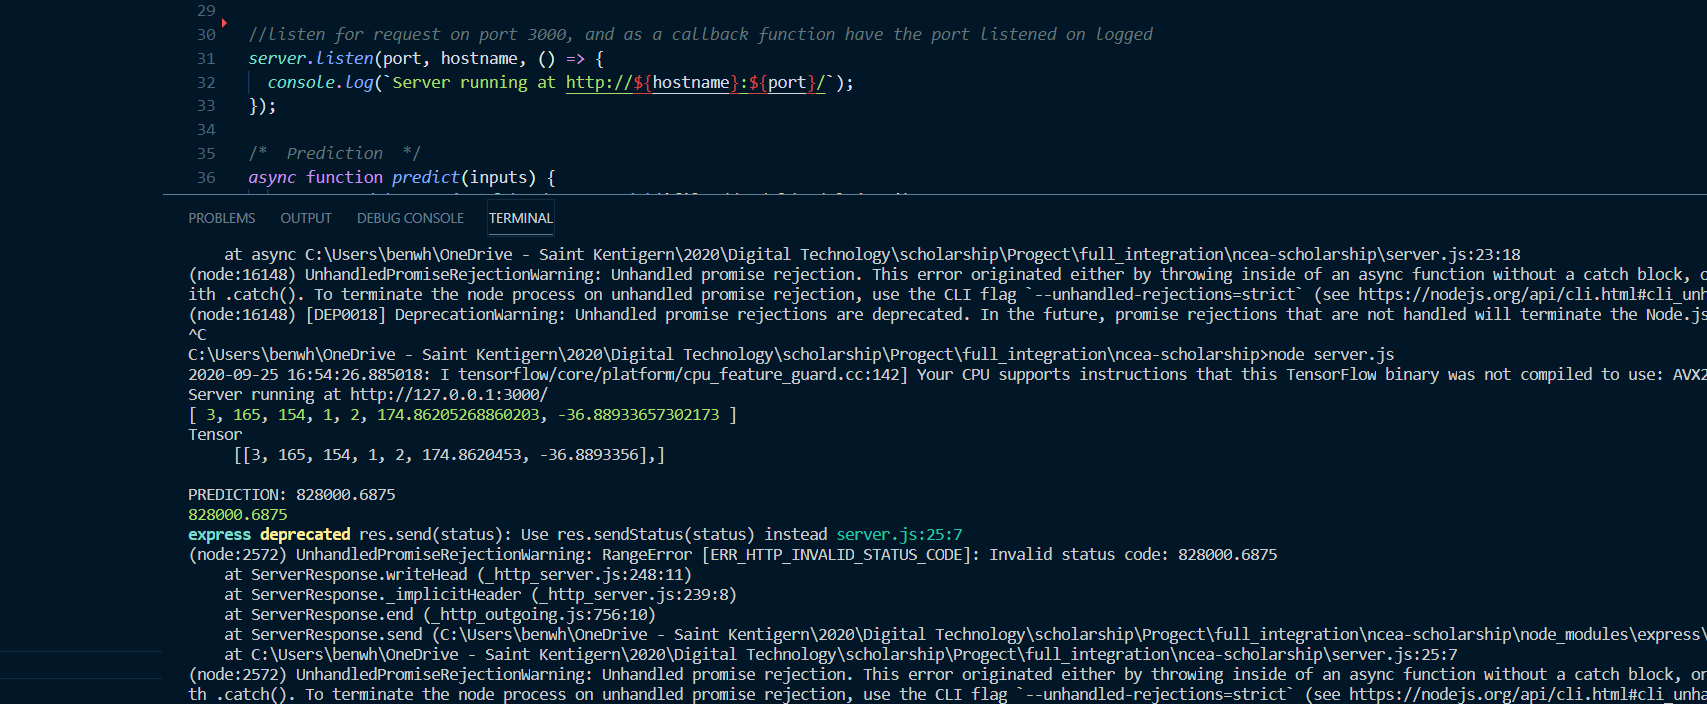 29
30 //listen for request on port 3000, and as a callback function have the port listened on logged
31 server.listen(port, hostname, () => {
32 console.log(`Server running at http://${hostname}:${port}/`);
33 });
34
35 /* Prediction */
36 async function predict(inputs) {
PROBLEMS OUTPUT DEBUG CONSOLE TERMINAL
at async C:\Users\benwh\OneDrive - Saint Kentigern\2020\Digital Technology\scholarship\Progect\full_integration\ncea-scholarship\server.js:23:18
(node:16148) UnhandledPromiseRejectionWarning: Unhandled promise rejection. This error originated either by throwing inside of an async function without a catch block,
ith .catch(). To terminate the node process on unhandled promise rejection, use the CLI flag `--unhandled-rejections=strict` (see https://nodejs.org/api/cli.html#cli_unh
(node:16148) [DEP0018] DeprecationWarning: Unhandled promise rejections are deprecated. In the future, promise rejections that are not handled will terminate the Node.js
^C
C:\Users\benwh\OneDrive - Saint Kentigern\2020\Digital Technology\scholarship\Progect\full_integration\ncea-scholarship>node server.js
2020-09-25 16:54:26.885018: I tensorflow/core/platform/cpu_feature_guard.cc:142] Your CPU supports instructions that this TensorFlow binary was not compiled to use: AVX2
Server running at http://127.0.0.1:3000/
[ 3, 165, 154, 1, 2, 174.86205268860203, -36.88933657302173 ]
Tensor
[[3, 165, 154, 1, 2, 174.8620453, -36.8893356],]
PREDICTION: 828000.6875
828000.6875
express deprecated res.send(status): Use res.sendStatus(status) instead server.js:25:7
(node:2572) UnhandledPromiseRejectionWarning: RangeError [ERR_HTTP_INVALID_STATUS_CODE]: Invalid status code: 828000.6875
at ServerResponse.writeHead (_http_server.js:248:11)
at ServerResponse._implicitHeader (_http_server.js:239:8)
at ServerResponse.end (_http_outgoing.js:756:10)
at ServerResponse.send (C:\Users\benwh\OneDrive - Saint Kentigern\2020\Digital Technology\scholarship\Progect\full_integration\ncea-scholarship\node_modules\express\
at C:\Users\benwh\OneDrive - Saint Kentigern\2020\Digital Technology\scholarship\Progect\full_integration\ncea-scholarship\server.js:25:7
(node:2572) UnhandledPromiseRejectionWarning: Unhandled promise rejection. This error originated either by throwing inside of an async function without a catch block, or
th .catch(). To terminate the node process on unhandled promise rejection, use the CLI flag `--unhandled-rejections=strict` (see https://nodejs.org/api/cli.html#cli_unha